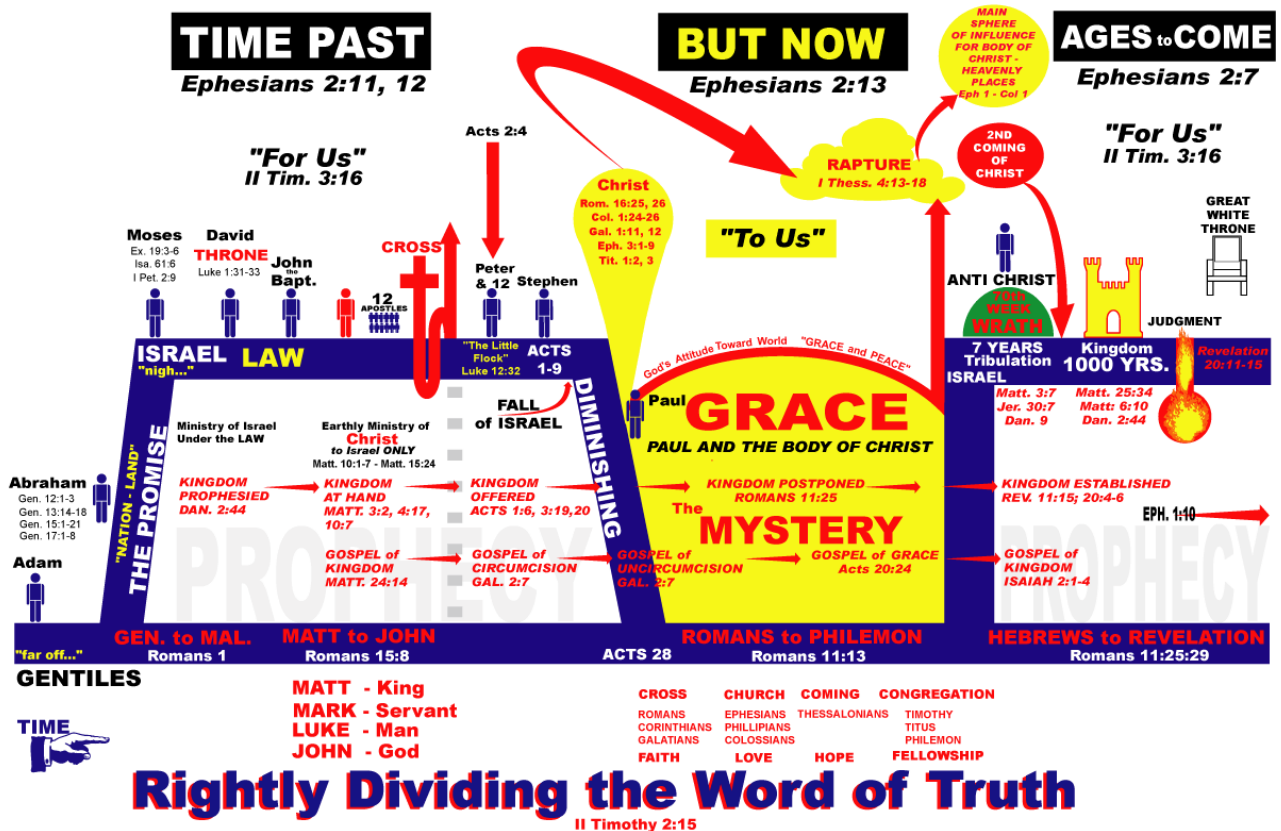 TIME PAST
Ephesians 2:11, 12
BUT NOW
Ephesians 2:13
MAIN
SPHERE
OF INFLUENCE
FOR BODY OF
CHRIST -
HEAVENLY
PLACES
Eph 1 - Col 1
AGES to COME
Ephesians 2:7
"For Us"
II Tim. 3:16
Acts 2:4
"For Us"
II Tim. 3:16
2ND
COMING
OF
CHRIST
RAPTURE
I Thess. 4:13-18
Christ
Rom. 16:25, 26
Col. 1:24-26
Gal. 1:11, 12
Eph. 3:1-9
Tit. 1:2, 3
"To Us"
GREAT
WHITE
THRONE
Moses
Ex. 19:3-6
Isa. 61:6
I Pet. 2:9
David
THRONE
Luke 1:31-33
John
the
Bapt.
CROSS
12
APOSTLES
Peter
& 12
Stephen
ANTI CHRIST
70th
WEEK
WRATH
JUDGMENT
ISRAEL LAW
"nigh..."
"The Little
Flock"
Luke 12:32
ACTS
1-9
God's Attitude Toward World "GRACE and PEACE"
7 YEARS
Tribulation
ISRAEL
Kingdom
1000 YRS.
Revelation
20:11-15
Matt. 3:7
Jer. 30:7
Dan. 9
Matt. 25:34
Matt: 6:10
Dan. 2:44
FALL
of ISRAEL
DIMINISHING
Paul
GRACE
PAUL AND THE BODY OF CHRIST
"NATION - LAND"
THE PROMISE
Ministry of Israel
Under the LAW
Earthly Ministry of
Christ
to Israel ONLY
Matt. 10:1-7 - Matt. 15:24
Abraham
Gen. 12:1-3
Gen. 13:14-18
Gen. 15:1-21
Gen. 17:1-8
KINGDOM
PROPHESIED
DAN. 2:44
KINGDOM
AT HAND
MATT. 3:2, 4:17,
10:7
KINGDOM
OFFERED
ACTS 1:6, 3:19,20
KINGDOM POSTPONED
ROMANS 11:25
KINGDOM ESTABLISHED
REV. 11:15; 20:4-6
EPH. 1:10
The
MYSTERY
PROPHECY
PROPHECY
Adam
GOSPEL of
KINGDOM
MATT. 24:14
GOSPEL of
CIRCUMCISION
GAL. 2:7
GOSPEL of
UNCIRCUMCISION
GAL. 2:7
GOSPEL of GRACE
Acts 20:24
GOSPEL of
KINGDOM
ISAIAH 2:1-4
"far off..."
GEN. to MAL.
Romans 1
MATT to JOHN
Romans 15:8
ACTS 28
ROMANS to PHILEMON
Romans 11:13
HEBREWS to REVELATION
Romans 11:25:29
GENTILES
TIME
MATT - King
MARK - Servant
LUKE - Man
JOHN - God
CROSS
ROMANS
CORINTHIANS
GALATIANS
FAITH
CHURCH
EPHESIANS
PHILLIPIANS
COLOSSIANS
LOVE
COMING
THESSALONIANS
HOPE
CONGREGATION
TIMOTHY
TITUS
PHILEMON
FELLOWSHIP
Rightly Dividing the Word of Truth
II Timothy 2:15